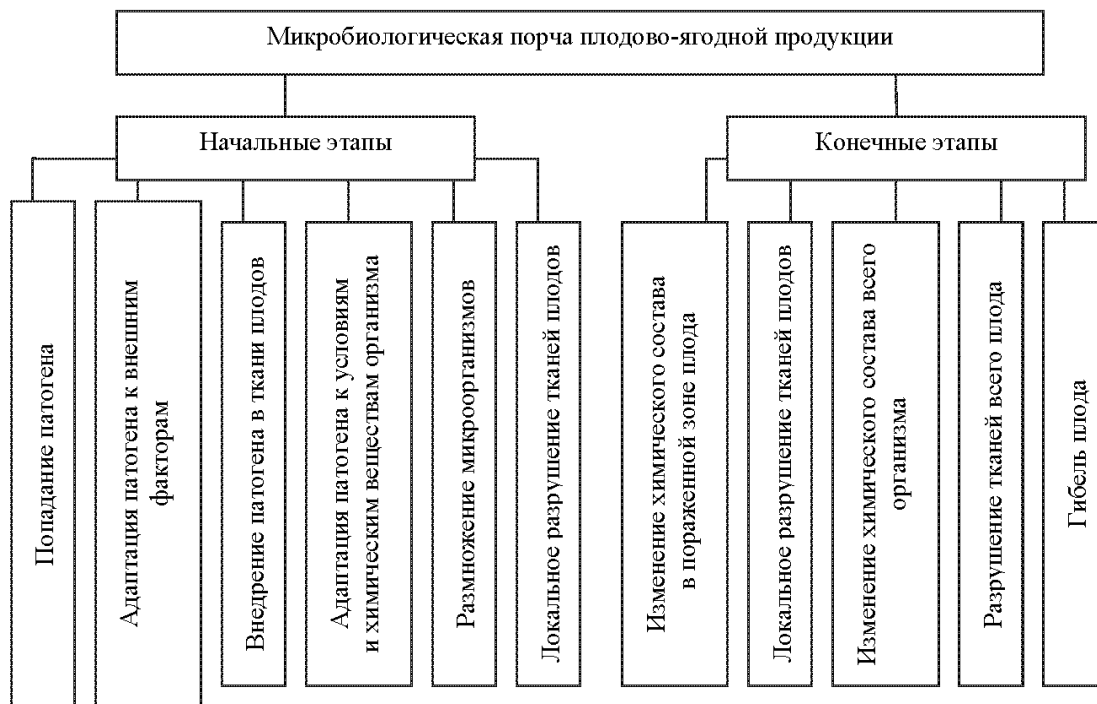 Микробиологическая порча плодово-ягодной продукции
Начальные этапы
Конечные этапы
Попадание патогена
Адаптация патогена к внешним
факторам
Внедрение патогена в ткани плодов
Адаптация патогена к условиям
и химическим веществам организма
Размножение микроорганизмов
Локальное разрушение тканей плодов
Изменение химического состава
в пораженной зоне плода
Локальное разрушение тканей плодов
Изменение химического состава всего
организма
Разрушение тканей всего плода
Гибель плода